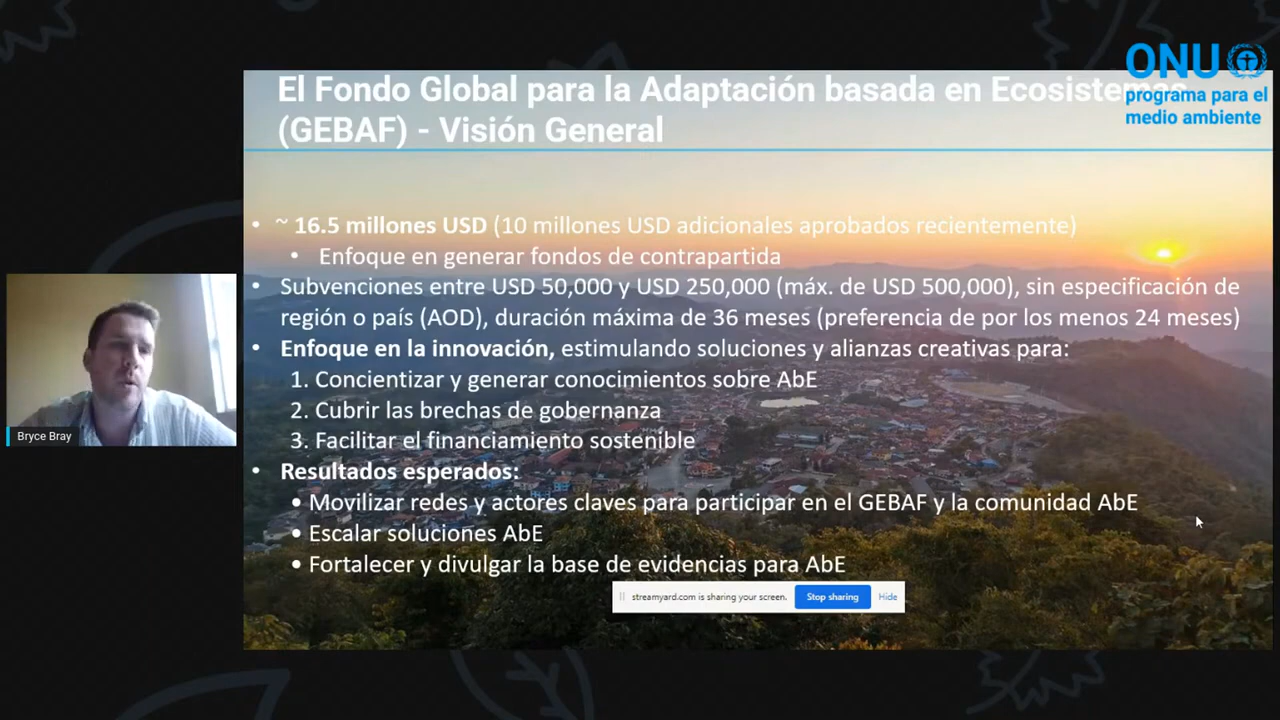 El Fondo Global para la Adaptación basada en Ecosistemas
(GEBAF) - Visión General
ONU
programa para el
medio ambiente
• ~ 16.5 millones USD (10 millones USD adicionales aprobados recientemente)
• Enfoque en generar fondos de contrapartida
• Subvenciones entre USD 50,000 y USD 250,000 (máx. de USD 500,000), sin especificación de
región o país (AOD), duración máxima de 36 meses (preferencia de por los menos 24 meses)
• Enfoque en la innovación, estimulando soluciones y alianzas creativas para:
1. Concientizar y generar conocimientos sobre AbE
2. Cubrir las brechas de gobernanza
3. Facilitar el financiamiento sostenible
• Resultados esperados:
• Movilizar redes y actores claves para participar en el GEBAF y la comunidad AbE
• Escalar soluciones AbE
• Fortalecer y divulgar la base de evidencias para AbE
streamyard.com is sharing your screen. Stop sharing Hide
Bryce Bray